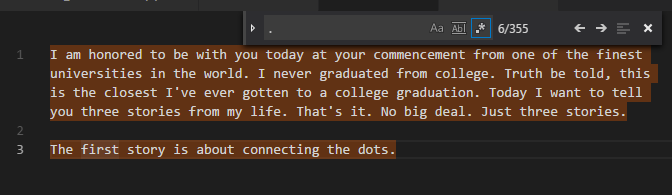 . Aa Abl .* 6/355
1 I am honored to be with you today at your commencement from one of the finest
universities in the world. I never graduated from college. Truth be told, this
is the closest I've ever gotten to a college graduation. Today I want to tell
you three stories from my life. That's it. No big deal. Just three stories.
2
3 The first story is about connecting the dots.